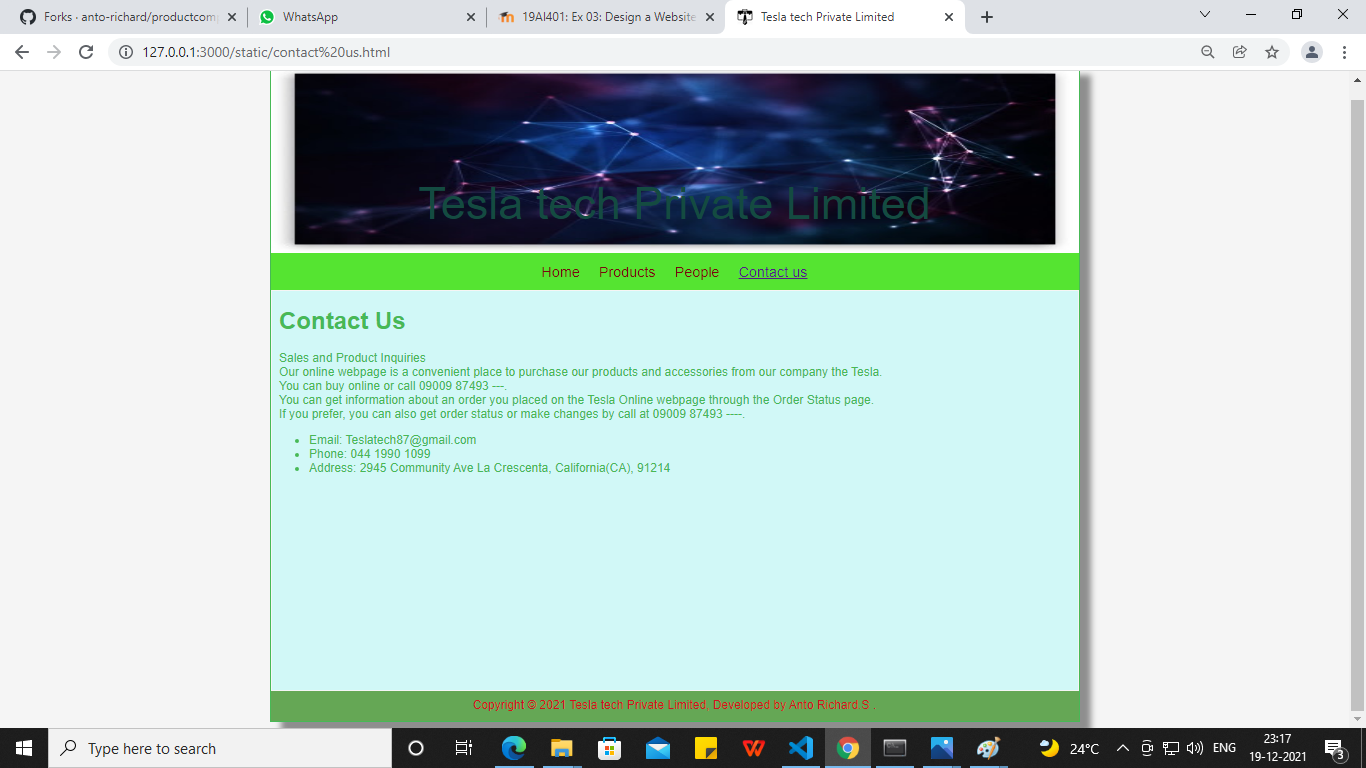 Forks · anto-richard/productcom
WhatsApp
19AI401: Ex 03: Design a Website
Tesla tech Private Limited
127.0.0.1:3000/static/contact%20us.html
Tesla tech Private Limited
Home Products People Contact us
Contact Us
Sales and Product Inquiries
Our online webpage is a convenient place to purchase our products and accessories from our company the Tesla.
You can buy online or call 09009 87493 ---.
You can get information about an order you placed on the Tesla Online webpage through the Order Status page.
If you prefer, you can also get order status or make changes by call at 09009 87493 ----.
• Email: Teslatech87@gmail.com
• Phone: 044 1990 1099
• Address: 2945 Community Ave La Crescenta, California(CA), 91214
Copyright © 2021 Tesla tech Private Limited, Developed by Anto Richard S .
Type here to search
24°C
ENG
23:17
19-12-2021
3